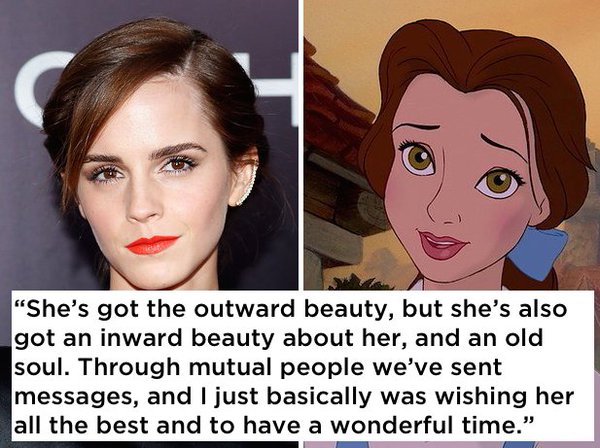 “She’s got the outward beauty, but she’s also
got an inward beauty about her, and an old
soul. Through mutual people we’ve sent
messages, and I just basically was wishing her
all the best and to have a wonderful time.”